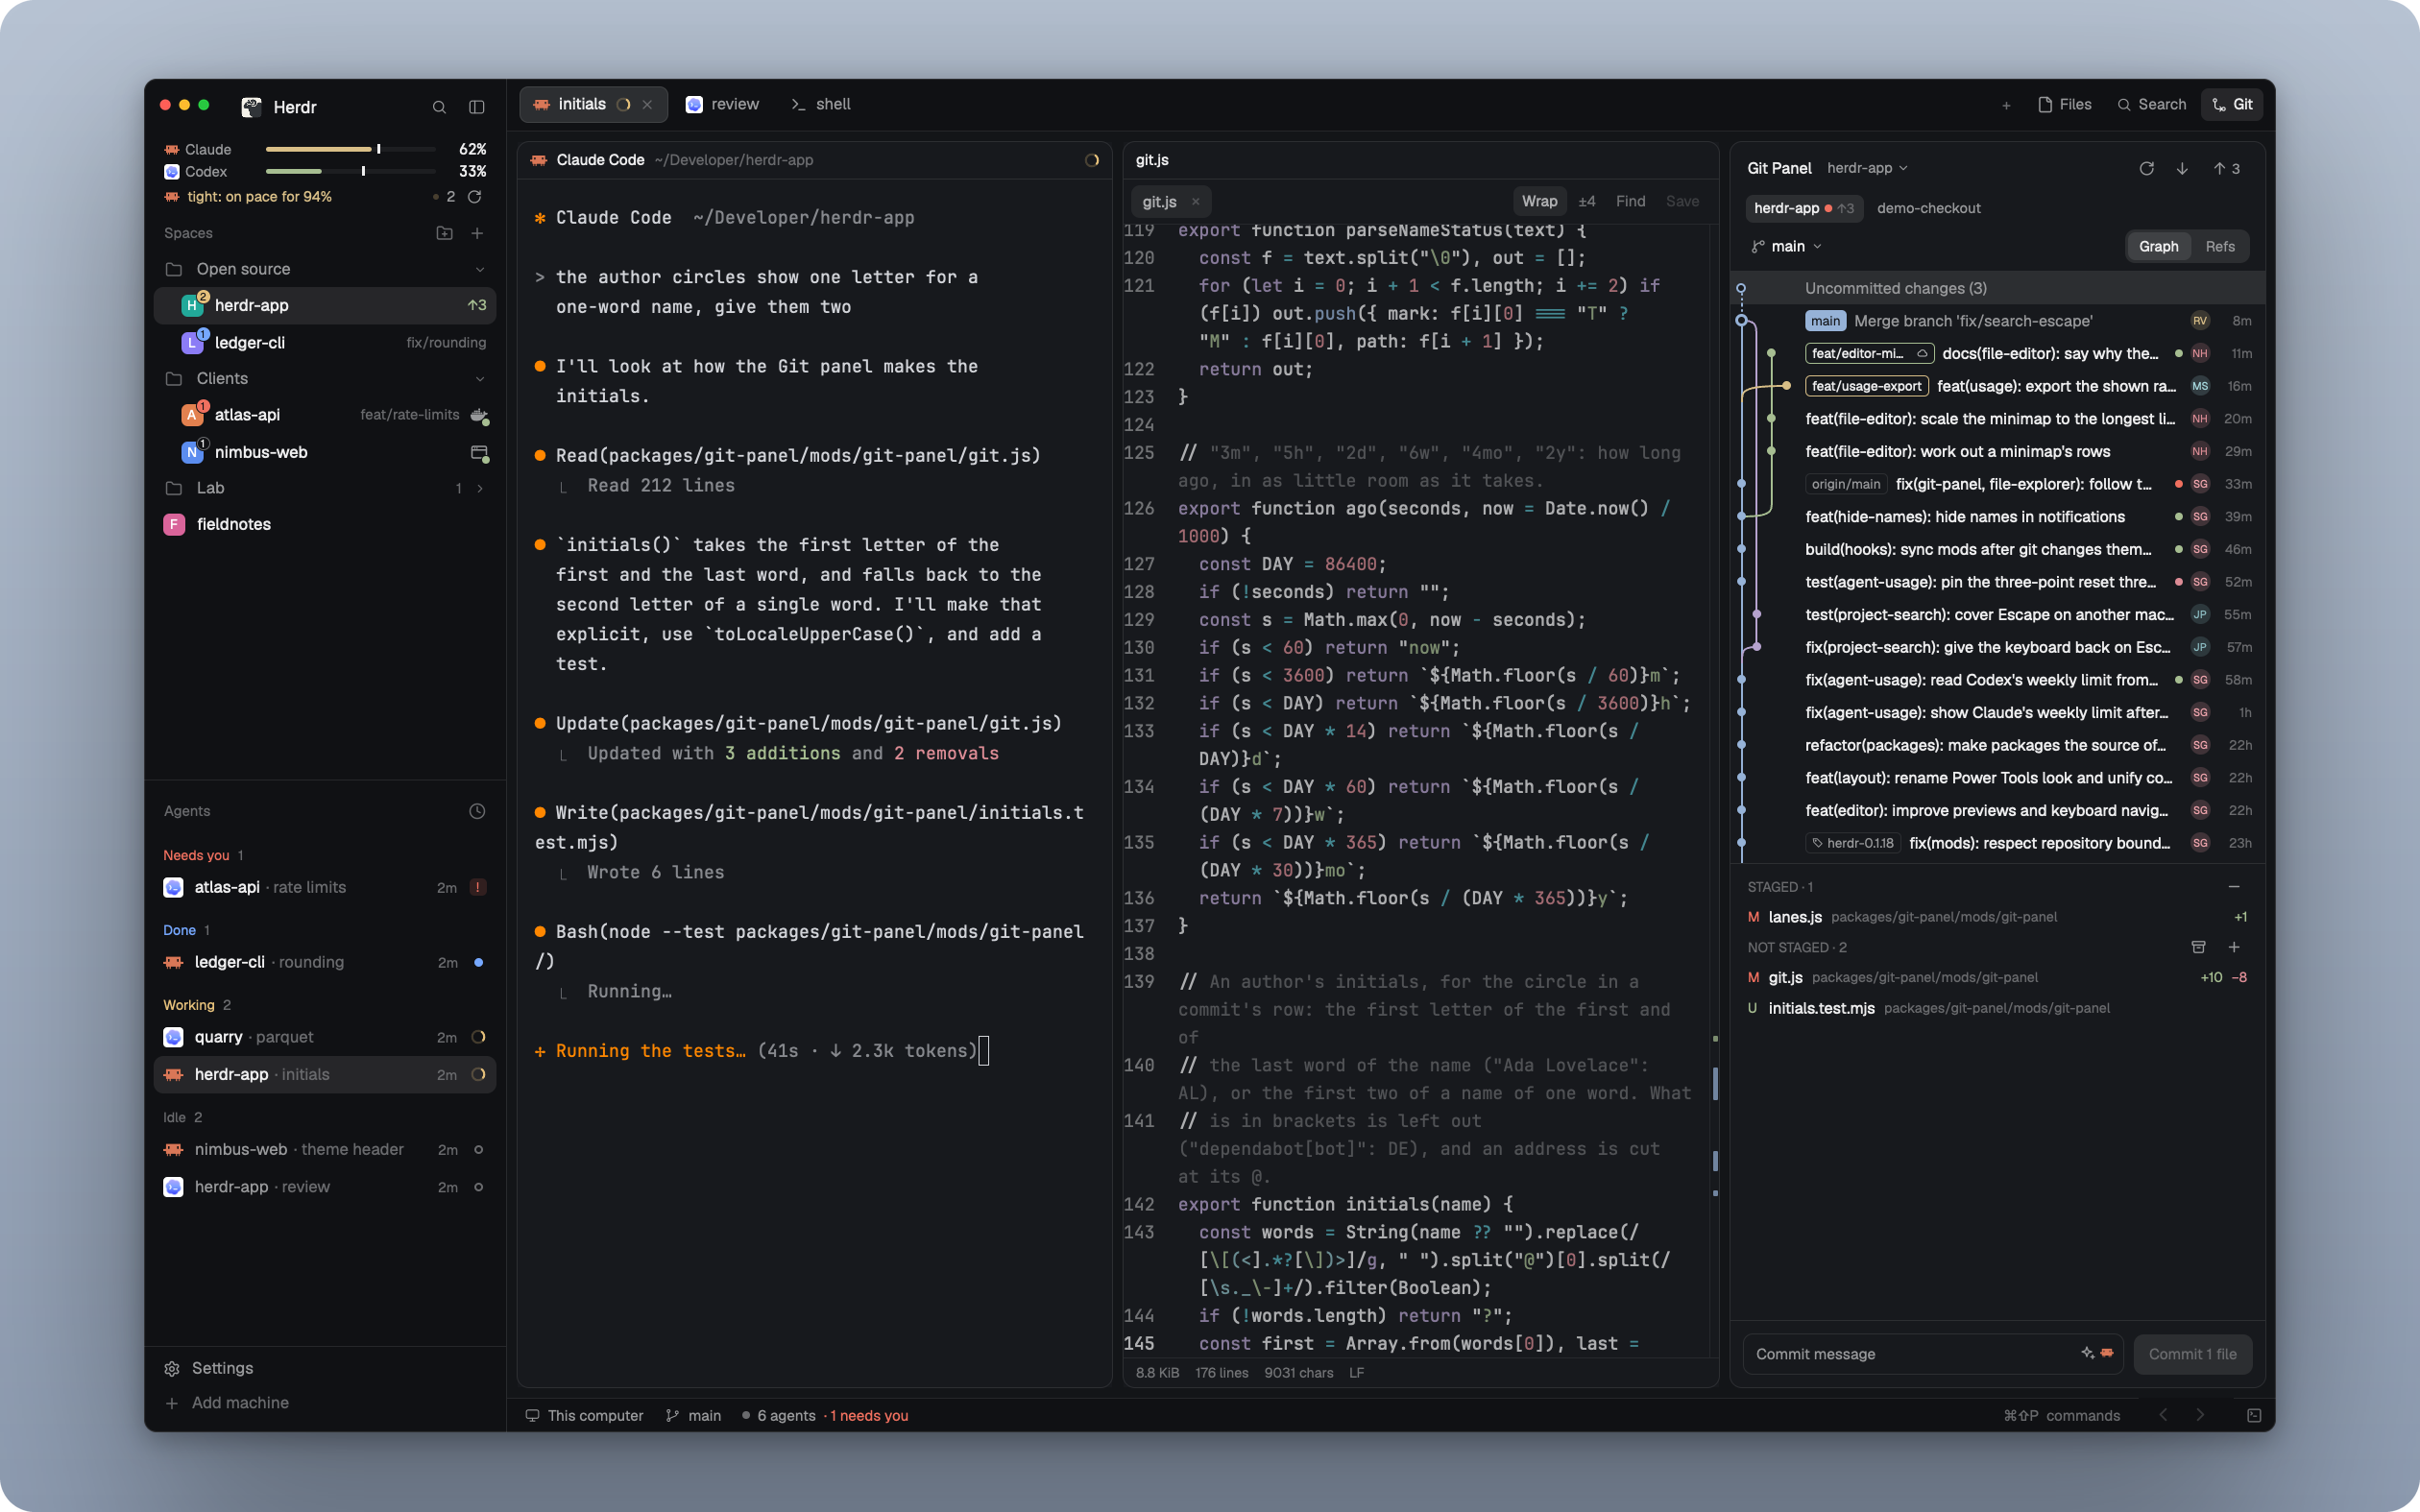 Herdr
Claude 62%
Codex 33%
tight: on pace for 94% 2
Spaces
Open source
H 2 herdr-app ↑3
L 1 ledger-cli fix/rounding
Clients
A 1 atlas-api feat/rate-limits
N 1 nimbus-web
Lab 1
F fieldnotes
Agents
Needs you 1
atlas-api · rate limits 2m !
Done 1
ledger-cli · rounding 2m
Working 2
quarry · parquet 2m
herdr-app · initials 2m
Idle 2
nimbus-web · theme header 2m
herdr-app · review 2m
Settings
+ Add machine
initials × review >_ shell
+ Files Search Git
Claude Code ~/Developer/herdr-app
✻ Claude Code ~/Developer/herdr-app
> the author circles show one letter for a
one-word name, give them two
● I'll look at how the Git panel makes the
initials.
● Read(packages/git-panel/mods/git-panel/git.js)
└ Read 212 lines
● `initials()` takes the first letter of the
first and the last word, and falls back to the
second letter of a single word. I'll make that
explicit, use `toLocaleUpperCase()`, and add a
test.
● Update(packages/git-panel/mods/git-panel/git.js)
└ Updated with 3 additions and 2 removals
● Write(packages/git-panel/mods/git-panel/initials.t
est.mjs)
└ Wrote 6 lines
● Bash(node --test packages/git-panel/mods/git-panel
/)
└ Running…
✢ Running the tests… (41s · ↓ 2.3k tokens)
git.js
git.js × Wrap ±4 Find Save
119 export function parseNameStatus(text) {
120 const f = text.split("\0"), out = [];
121 for (let i = 0; i + 1 < f.length; i += 2) if
(f[i]) out.push({ mark: f[i][0] === "T" ?
"M" : f[i][0], path: f[i + 1] });
122 return out;
123 }
124
125 // "3m", "5h", "2d", "6w", "4mo", "2y": how long
ago, in as little room as it takes.
126 export function ago(seconds, now = Date.now() /
1000) {
127 const DAY = 86400;
128 if (!seconds) return "";
129 const s = Math.max(0, now - seconds);
130 if (s < 60) return "now";
131 if (s < 3600) return `${Math.floor(s / 60)}m`;
132 if (s < DAY) return `${Math.floor(s / 3600)}h`;
133 if (s < DAY * 14) return `${Math.floor(s /
DAY)}d`;
134 if (s < DAY * 60) return `${Math.floor(s /
(DAY * 7))}w`;
135 if (s < DAY * 365) return `${Math.floor(s /
(DAY * 30))}mo`;
136 return `${Math.floor(s / (DAY * 365))}y`;
137 }
138
139 // An author's initials, for the circle in a
commit's row: the first letter of the first and
of
140 // the last word of the name ("Ada Lovelace":
AL), or the first two of a name of one word. What
141 // is in brackets is left out
("dependabot[bot]": DE), and an address is cut
at its @.
142 export function initials(name) {
143 const words = String(name ?? "").replace(/
[\[(<].*?[\])>]/g, " ").split("@")[0].split(/
[\s._\-]+/).filter(Boolean);
144 if (!words.length) return "?";
145 const first = Array.from(words[0]), last =
8.8 KiB 176 lines 9031 chars LF
Git Panel herdr-app ↑ 3
herdr-app ↑3 demo-checkout
main Graph Refs
Uncommitted changes (3)
main Merge branch 'fix/search-escape' RV 8m
feat/editor-mi… docs(file-editor): say why the… NH 11m
feat/usage-export feat(usage): export the shown ra… MS 16m
feat(file-editor): scale the minimap to the longest li… NH 20m
feat(file-editor): work out a minimap's rows NH 29m
origin/main fix(git-panel, file-explorer): follow t… SG 33m
feat(hide-names): hide names in notifications SG 39m
build(hooks): sync mods after git changes them… SG 46m
test(agent-usage): pin the three-point reset thre… SG 52m
test(project-search): cover Escape on another mac… JP 55m
fix(project-search): give the keyboard back on Esc… JP 57m
fix(agent-usage): read Codex's weekly limit from… SG 58m
fix(agent-usage): show Claude's weekly limit after… SG 1h
refactor(packages): make packages the source of… SG 22h
feat(layout): rename Power Tools look and unify co… SG 22h
feat(editor): improve previews and keyboard navig… SG 22h
herdr-0.1.18 fix(mods): respect repository bound… SG 23h
STAGED · 1
M lanes.js packages/git-panel/mods/git-panel +1
NOT STAGED · 2
M git.js packages/git-panel/mods/git-panel +10 −8
U initials.test.mjs packages/git-panel/mods/git-panel
Commit message Commit 1 file
This computer main 6 agents · 1 needs you
⌘⇧P commands